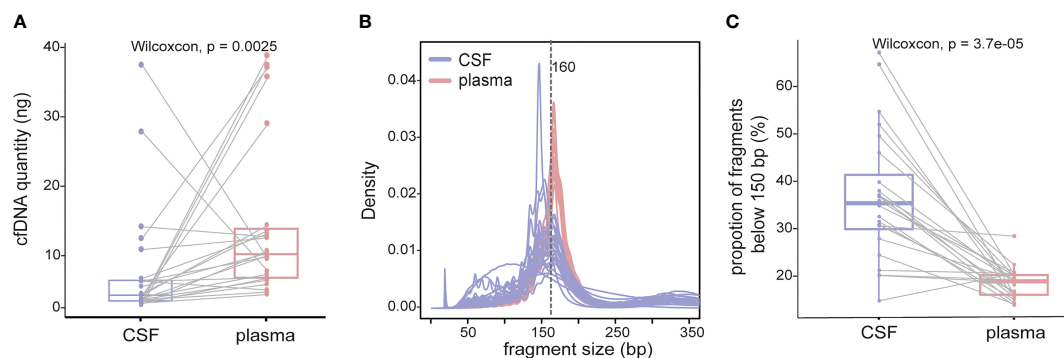 A
Wilcoxcon, p = 0.0025
cfDNA quantity (ng)
40
30
20
10
0
CSF
plasma
B
CSF
plasma
160
Density
0.04
0.03
0.02
0.01
0.00
50
150
250
350
fragment size (bp)
C
Wilcoxcon, p = 3.7e-05
propotion of fragments
below 150 bp (%)
60
50
40
30
20
CSF
plasma